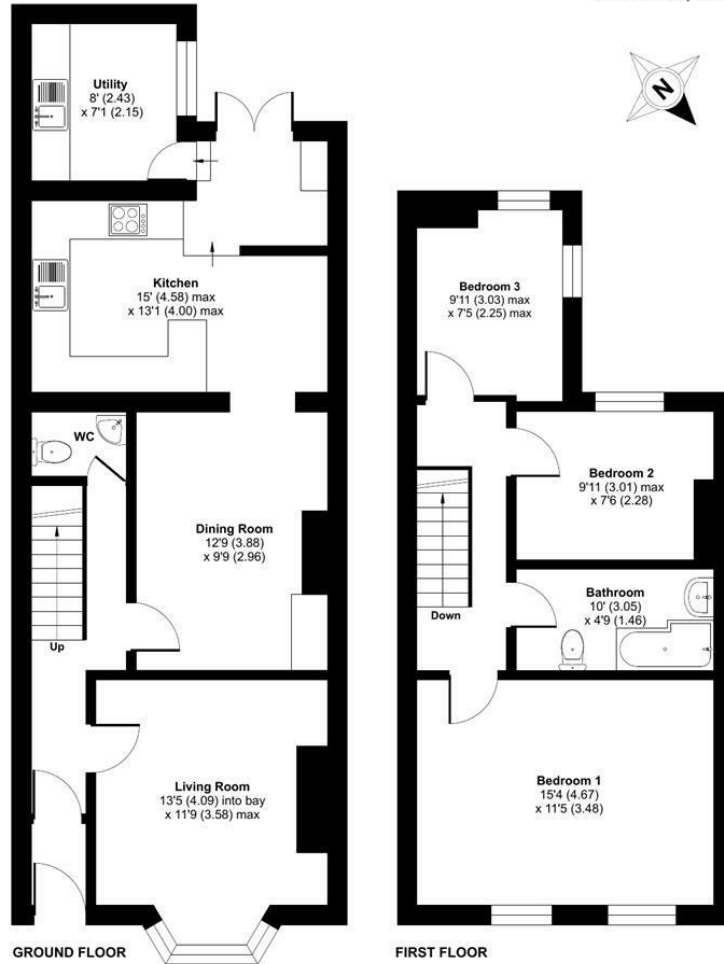 Utility
8' (2.43)
x 7'1 (2.15)
N
Kitchen
15' (4.58) max
x 13'1 (4.00) max
WC
Dining Room
12'9 (3.88)
x 9'9 (2.96)
Up
Living Room
13'5 (4.09) into bay
x 11'9 (3.58) max
GROUND FLOOR
Bedroom 3
9'11 (3.03) max
x 7'5 (2.25) max
Bedroom 2
9'11 (3.01) max
x 7'6 (2.28)
Bathroom
10' (3.05)
x 4'9 (1.46)
Down
Bedroom 1
15'4 (4.67)
x 11'5 (3.48)
FIRST FLOOR